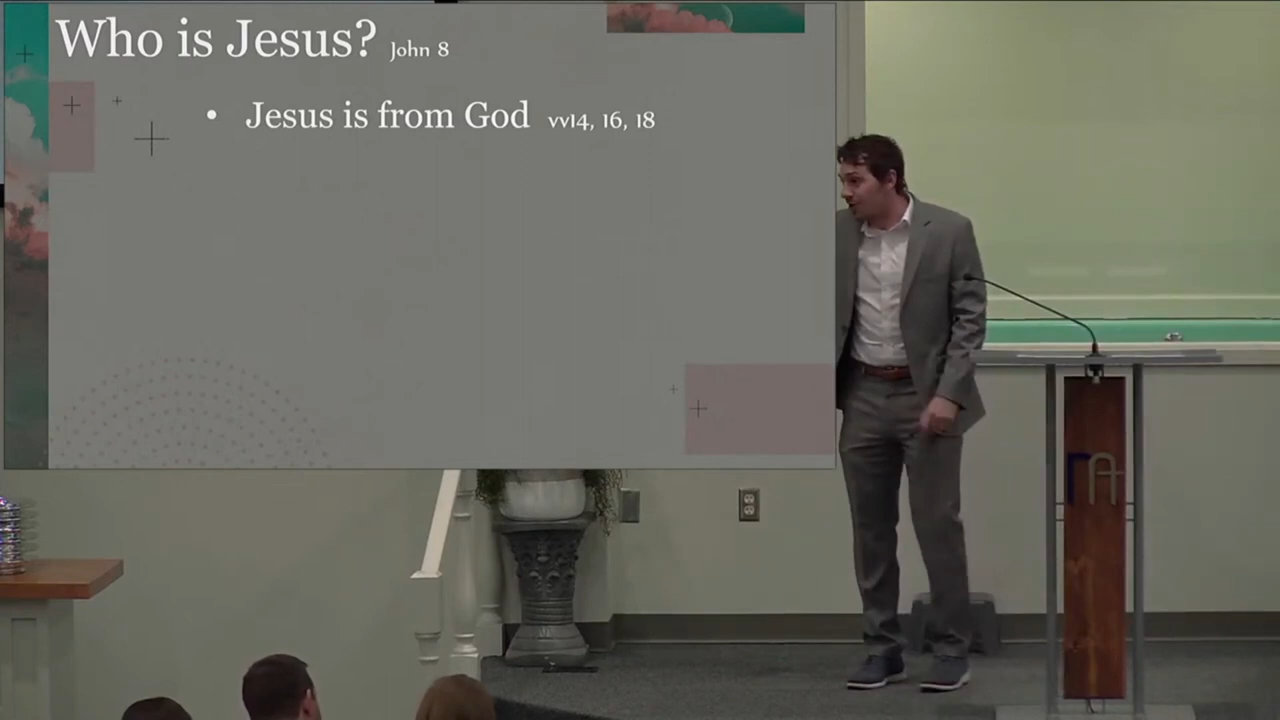 Who is Jesus? John 8
• Jesus is from God vv14, 16, 18